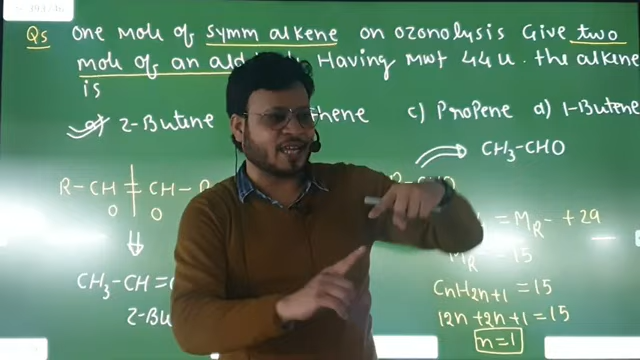 Q5 One mole of symm alkene on ozonolysis give two
mole of an Having mwt 44 u. the alkene
is
a) 2-Butene thene c) Propene d) 1-Butene
CH3-CHO
R-CH CH-
O O
= MR- + 29
MR- 15
CH3-CH=
CnH2n+1 = 15
2-Bu
12n+2n+1 = 15
n=1